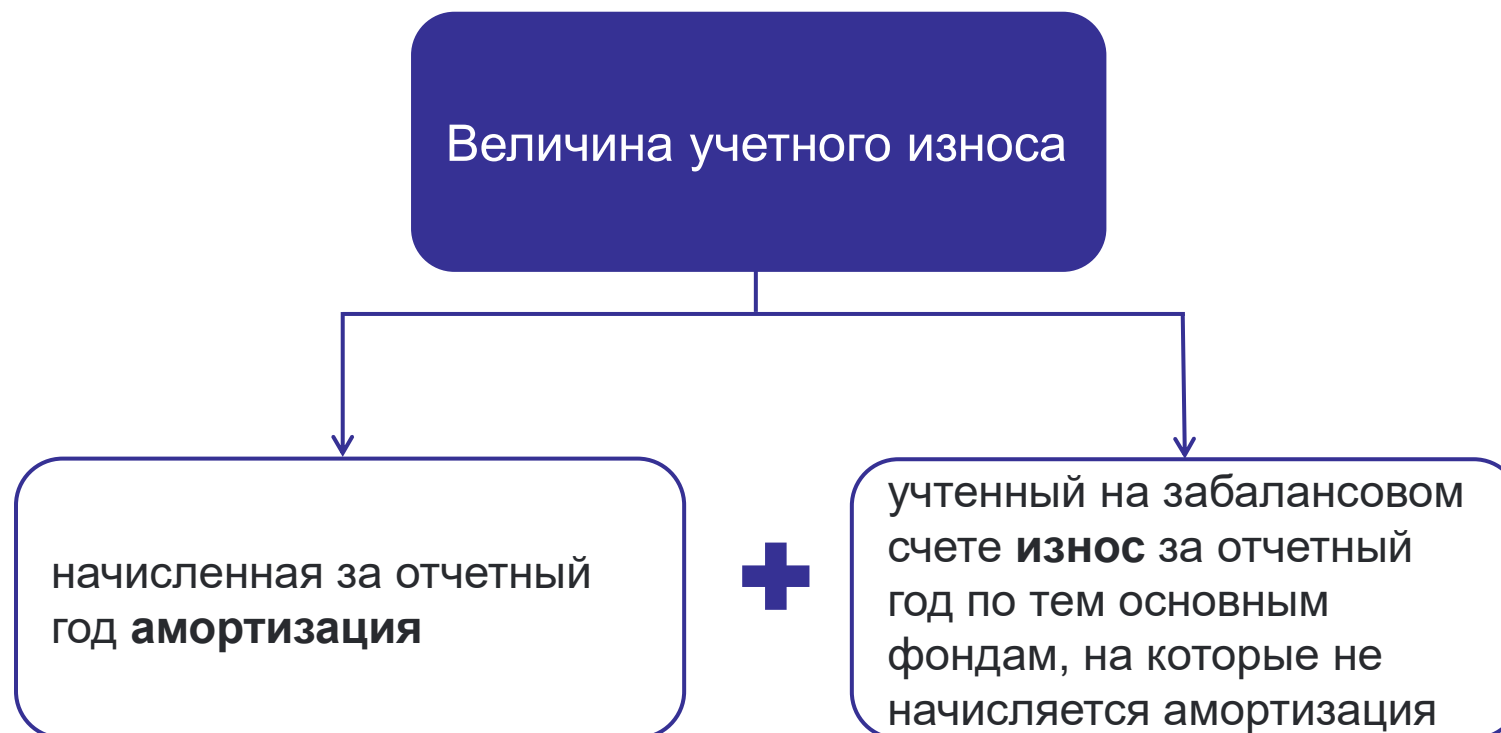 Величина учетного износа
начисленная за отчетный
год амортизация
учтенный на забалансовом
счете износ за отчетный
год по тем основным
фондам, на которые не
начисляется амортизация